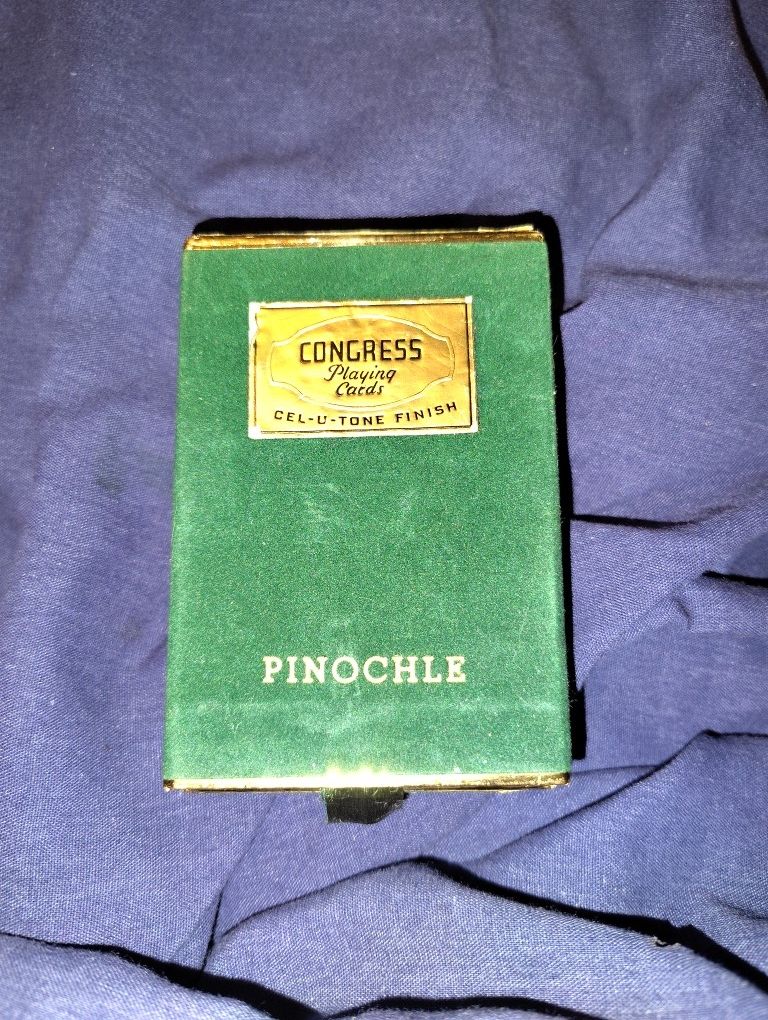 CONGRESS
Playing
Cards
CEL-U-TONE FINISH
PINOCHLE